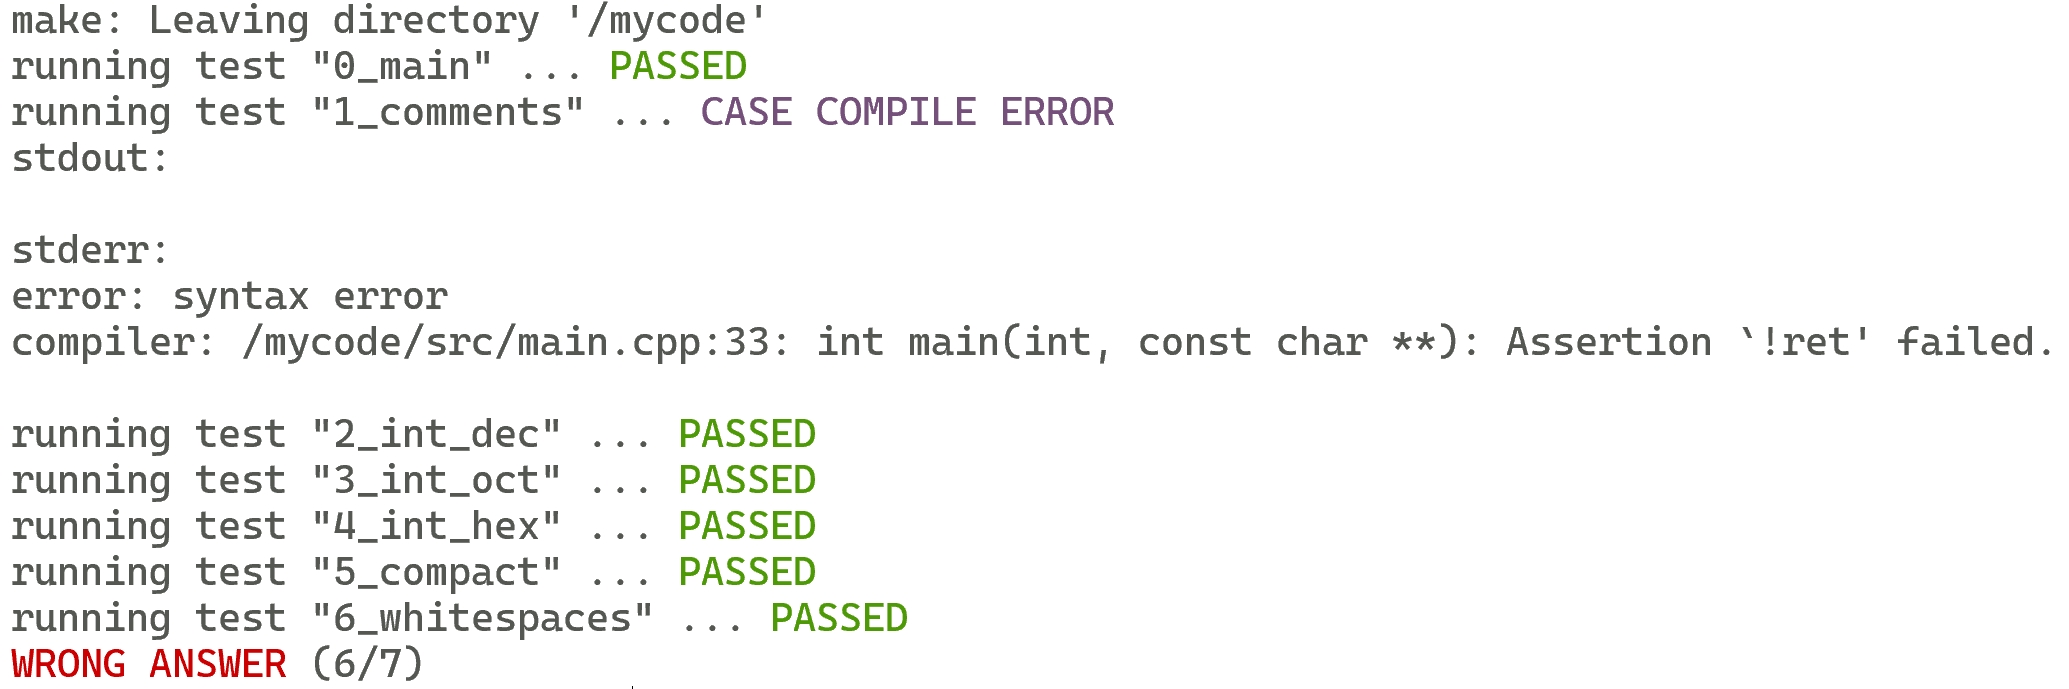 make: Leaving directory '/mycode'
running test "0_main" ... PASSED
running test "1_comments" ... CASE COMPILE ERROR
stdout:
stderr:
error: syntax error
compiler: /mycode/src/main.cpp:33: int main(int, const char **): Assertion `!ret' failed.
running test "2_int_dec" ... PASSED
running test "3_int_oct" ... PASSED
running test "4_int_hex" ... PASSED
running test "5_compact" ... PASSED
running test "6_whitespaces" ... PASSED
WRONG ANSWER (6/7)